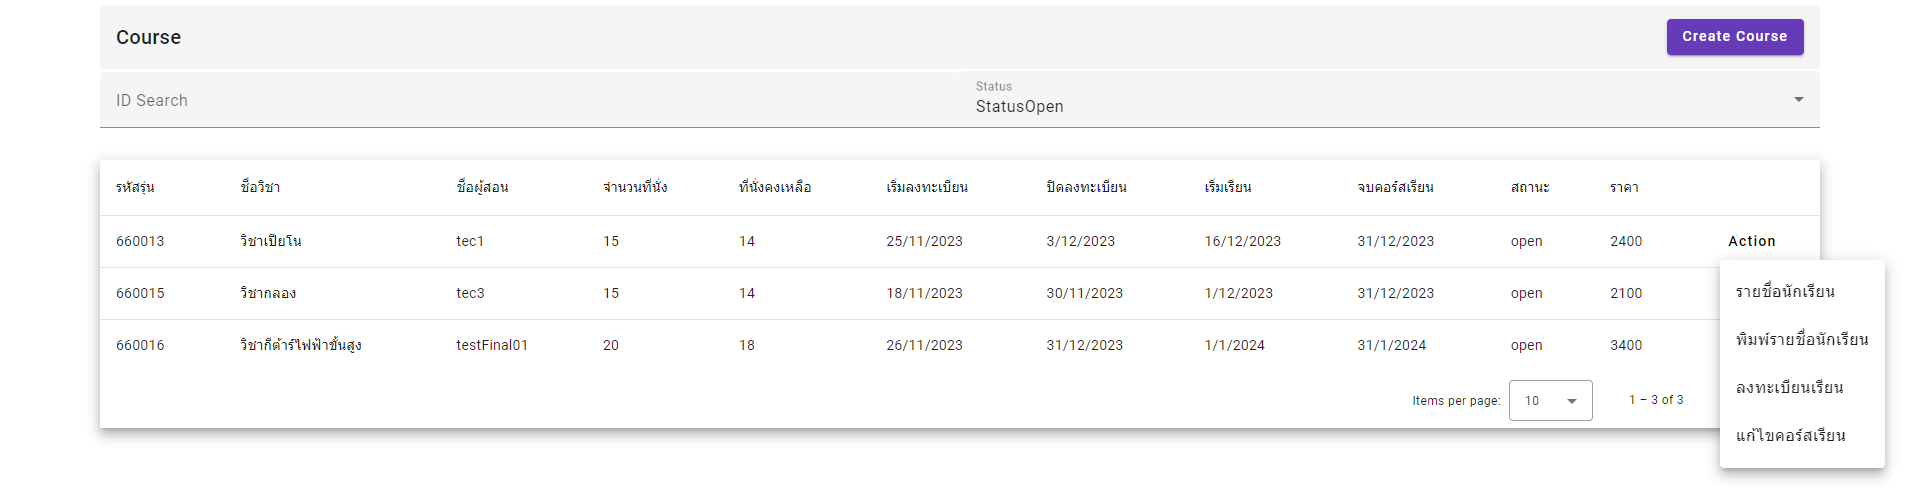 Course Create Course
ID Search
Status
StatusOpen
รหัสรุ่น ชื่อวิชา ชื่อผู้สอน จำนวนที่นั่ง ที่นั่งคงเหลือ เริ่มลงทะเบียน ปิดลงทะเบียน เริ่มเรียน จบคอร์สเรียน สถานะ ราคา
660013 วิชาเปียโน tec1 15 14 25/11/2023 3/12/2023 16/12/2023 31/12/2023 open 2400 Action
660015 วิชากลอง tec3 15 14 18/11/2023 30/11/2023 1/12/2023 31/12/2023 open 2100
660016 วิชากีต้าร์ไฟฟ้าขั้นสูง testFinal01 20 18 26/11/2023 31/12/2023 1/1/2024 31/1/2024 open 3400
Items per page: 10 1 – 3 of 3
รายชื่อนักเรียน
พิมพ์รายชื่อนักเรียน
ลงทะเบียนเรียน
แก้ไขคอร์สเรียน